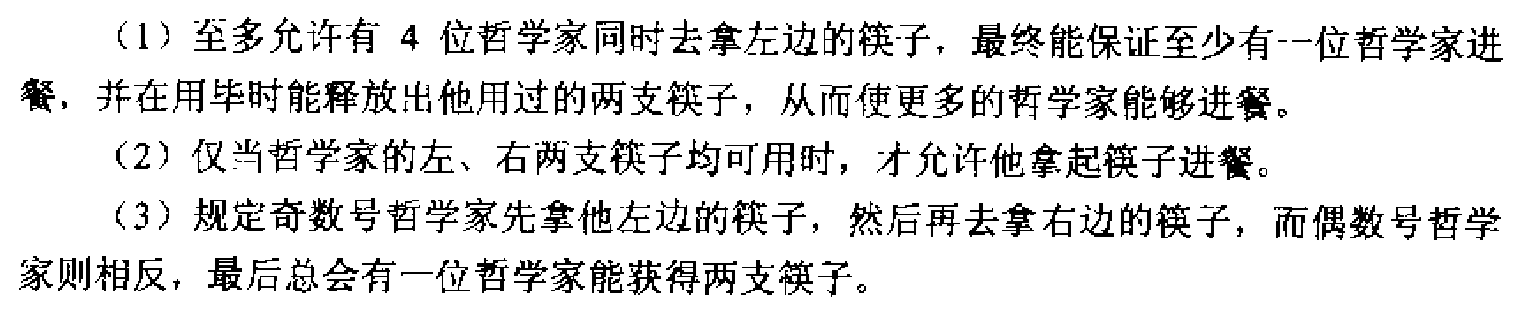 （1）至多允许有 4 位哲学家同时去拿左边的筷子，最终能保证至少有一位哲学家进
餐，并在用毕时能释放出他用过的两支筷子，从而使更多的哲学家能够进餐。
（2）仅当哲学家的左、右两支筷子均可用时，才允许他拿起筷子进餐。
（3）规定奇数号哲学家先拿他左边的筷子，然后再去拿右边的筷子，而偶数号哲学
家则相反，最后总会有一位哲学家能获得两支筷子。